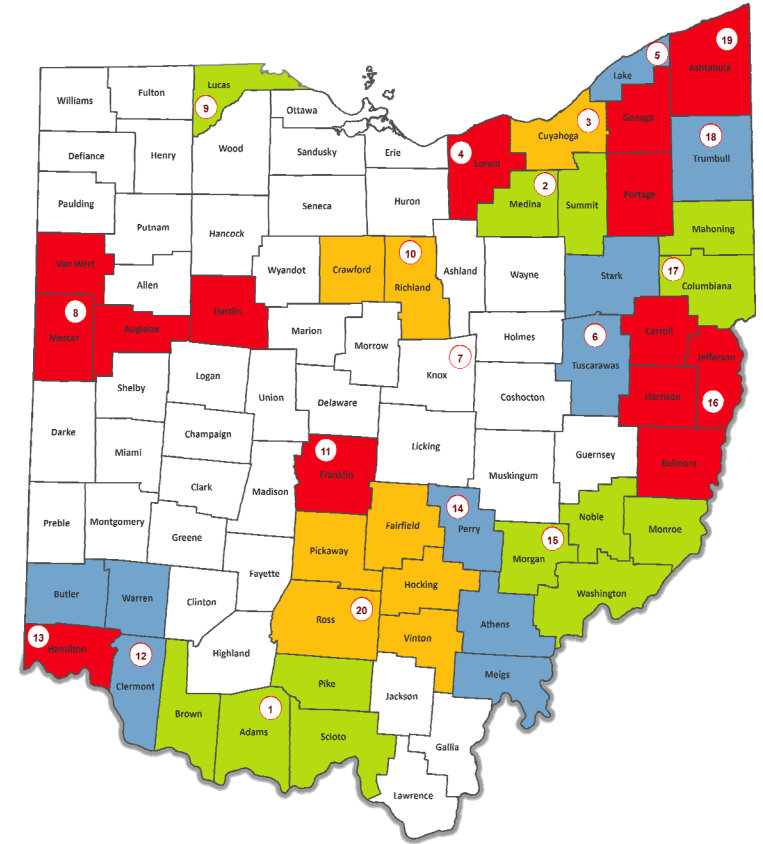 19
5
Ashtabula
Lake
Lucas
Fulton
Williams
9
Ottawa
Geauga
3
Cuyahoga
18
Trumbull
Wood
Sandusky
Erie
4
Lorain
Defiance
Henry
2
Medina
Summit
Portage
Paulding
Seneca
Huron
Putnam
Hancock
Mahoning
10
Van Wert
Wyandot
Crawford
Richland
Ashland
Wayne
Stark
17
Columbiana
Allen
8
Mercer
Auglaize
Hardin
Marion
Morrow
Holmes
6
Tuscarawas
Carroll
Jefferson
7
Knox
Shelby
Logan
Union
Delaware
Coshocton
Harrison
16
Darke
Champaign
Miami
11
Franklin
Licking
Muskingum
Guernsey
Belmont
Clark
Madison
Preble
Montgomery
Greene
Fairfield
14
Perry
Noble
Monroe
15
Morgan
Pickaway
Fayette
Hocking
Washington
Butler
Warren
Clinton
20
Ross
Athens
13
Hamilton
12
Highland
Vinton
Clermont
Pike
Meigs
Jackson
Brown
1
Adams
Scioto
Gallia
Lawrence